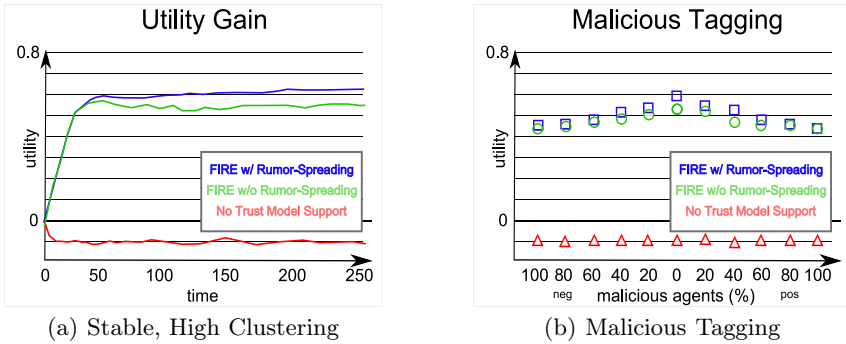 Utility Gain
0.8
utility
FIRE w/ Rumor-Spreading
FIRE w/o Rumor-Spreading
No Trust Model Support
0
0 50 100 150 200 250
time
(a) Stable, High Clustering
Malicious Tagging
0.8
utility
FIRE w/ Rumor-Spreading
FIRE w/o Rumor-Spreading
No Trust Model Support
0
100 80 60 40 20 0 20 40 60 80 100
neg malicious agents (%) pos
(b) Malicious Tagging